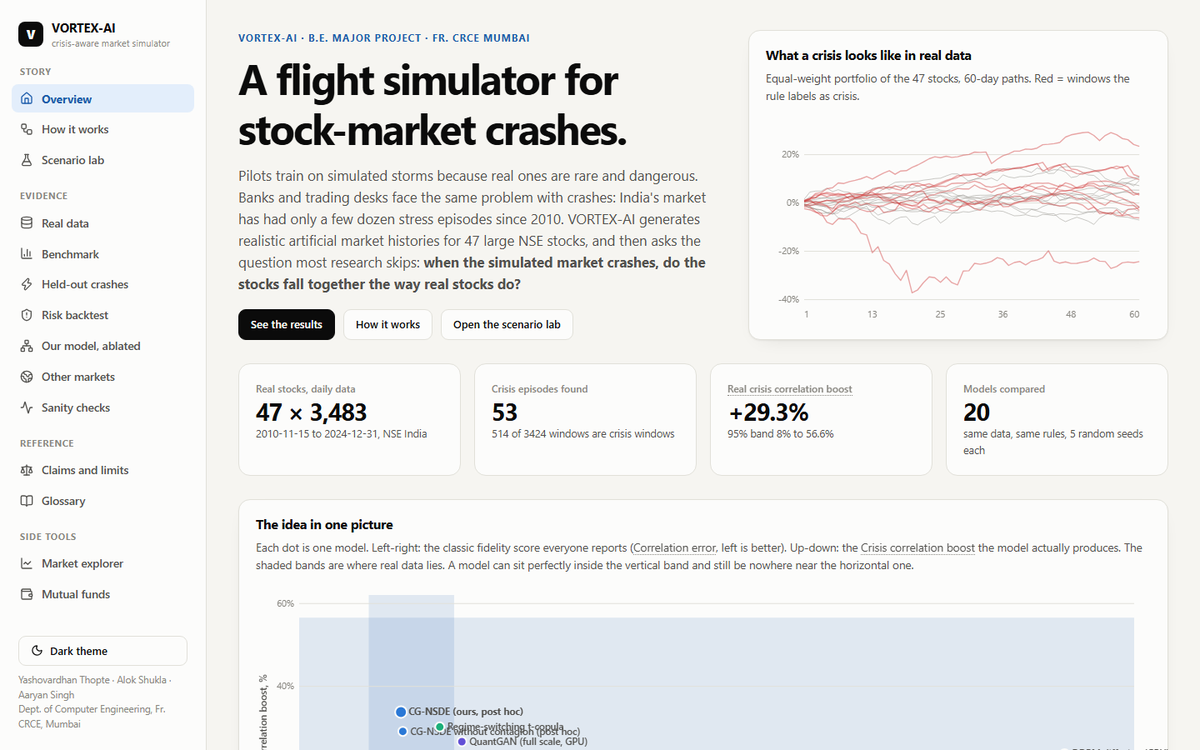 V
VORTEX-AI
crisis-aware market simulator
STORY
Overview
How it works
Scenario lab
EVIDENCE
Real data
Benchmark
Held-out crashes
Risk backtest
Our model, ablated
Other markets
Sanity checks
REFERENCE
Claims and limits
Glossary
SIDE TOOLS
Market explorer
Mutual funds
Dark theme
Yashovardhan Thopte · Alok Shukla ·
Aaryan Singh
Dept. of Computer Engineering, Fr.
CRCE, Mumbai
VORTEX-AI · B.E. MAJOR PROJECT · FR. CRCE MUMBAI
A flight simulator for
stock-market crashes.
Pilots train on simulated storms because real ones are rare and dangerous.
Banks and trading desks face the same problem with crashes: India's market
has had only a few dozen stress episodes since 2010. VORTEX-AI generates
realistic artificial market histories for 47 large NSE stocks, and then asks the
question most research skips: when the simulated market crashes, do the
stocks fall together the way real stocks do?
See the results
How it works
Open the scenario lab
What a crisis looks like in real data
Equal-weight portfolio of the 47 stocks, 60-day paths. Red = windows the
rule labels as crisis.
20%
0%
-20%
-40%
1 13 25 36 48 60
Real stocks, daily data
47 × 3,483
2010-11-15 to 2024-12-31, NSE India
Crisis episodes found
53
514 of 3424 windows are crisis windows
Real crisis correlation boost
+29.3%
95% band 8% to 56.6%
Models compared
20
same data, same rules, 5 random seeds
each
The idea in one picture
Each dot is one model. Left-right: the classic fidelity score everyone reports (Correlation error, left is better). Up-down: the Crisis correlation boost the model actually produces. The
shaded bands are where real data lies. A model can sit perfectly inside the vertical band and still be nowhere near the horizontal one.
60%
40%
CG-NSDE (ours, post hoc)
Regime-switching t-copula
CG-NSDE without contagion (post hoc)
QuantGAN (full scale, GPU)